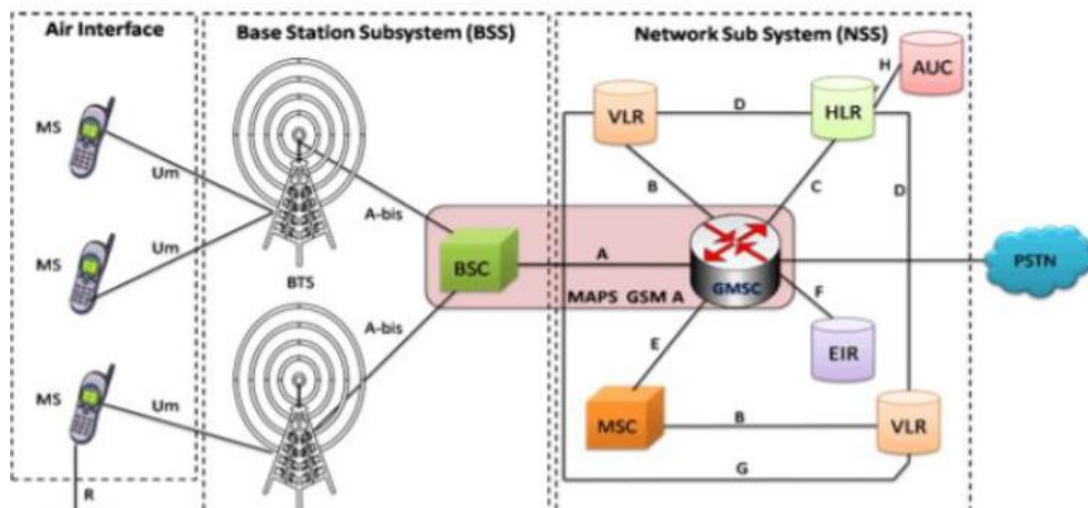 Air Interface
Base Station Subsystem (BSS)
Network Sub System (NSS)
MS
Um
MS
Um
MS
Um
R
BTS
A-bis
A-bis
BSC
A
MAPS GSM A
GMSC
VLR
D
HLR
H
AUC
B
C
D
F
EIR
E
MSC
B
VLR
G
PSTN